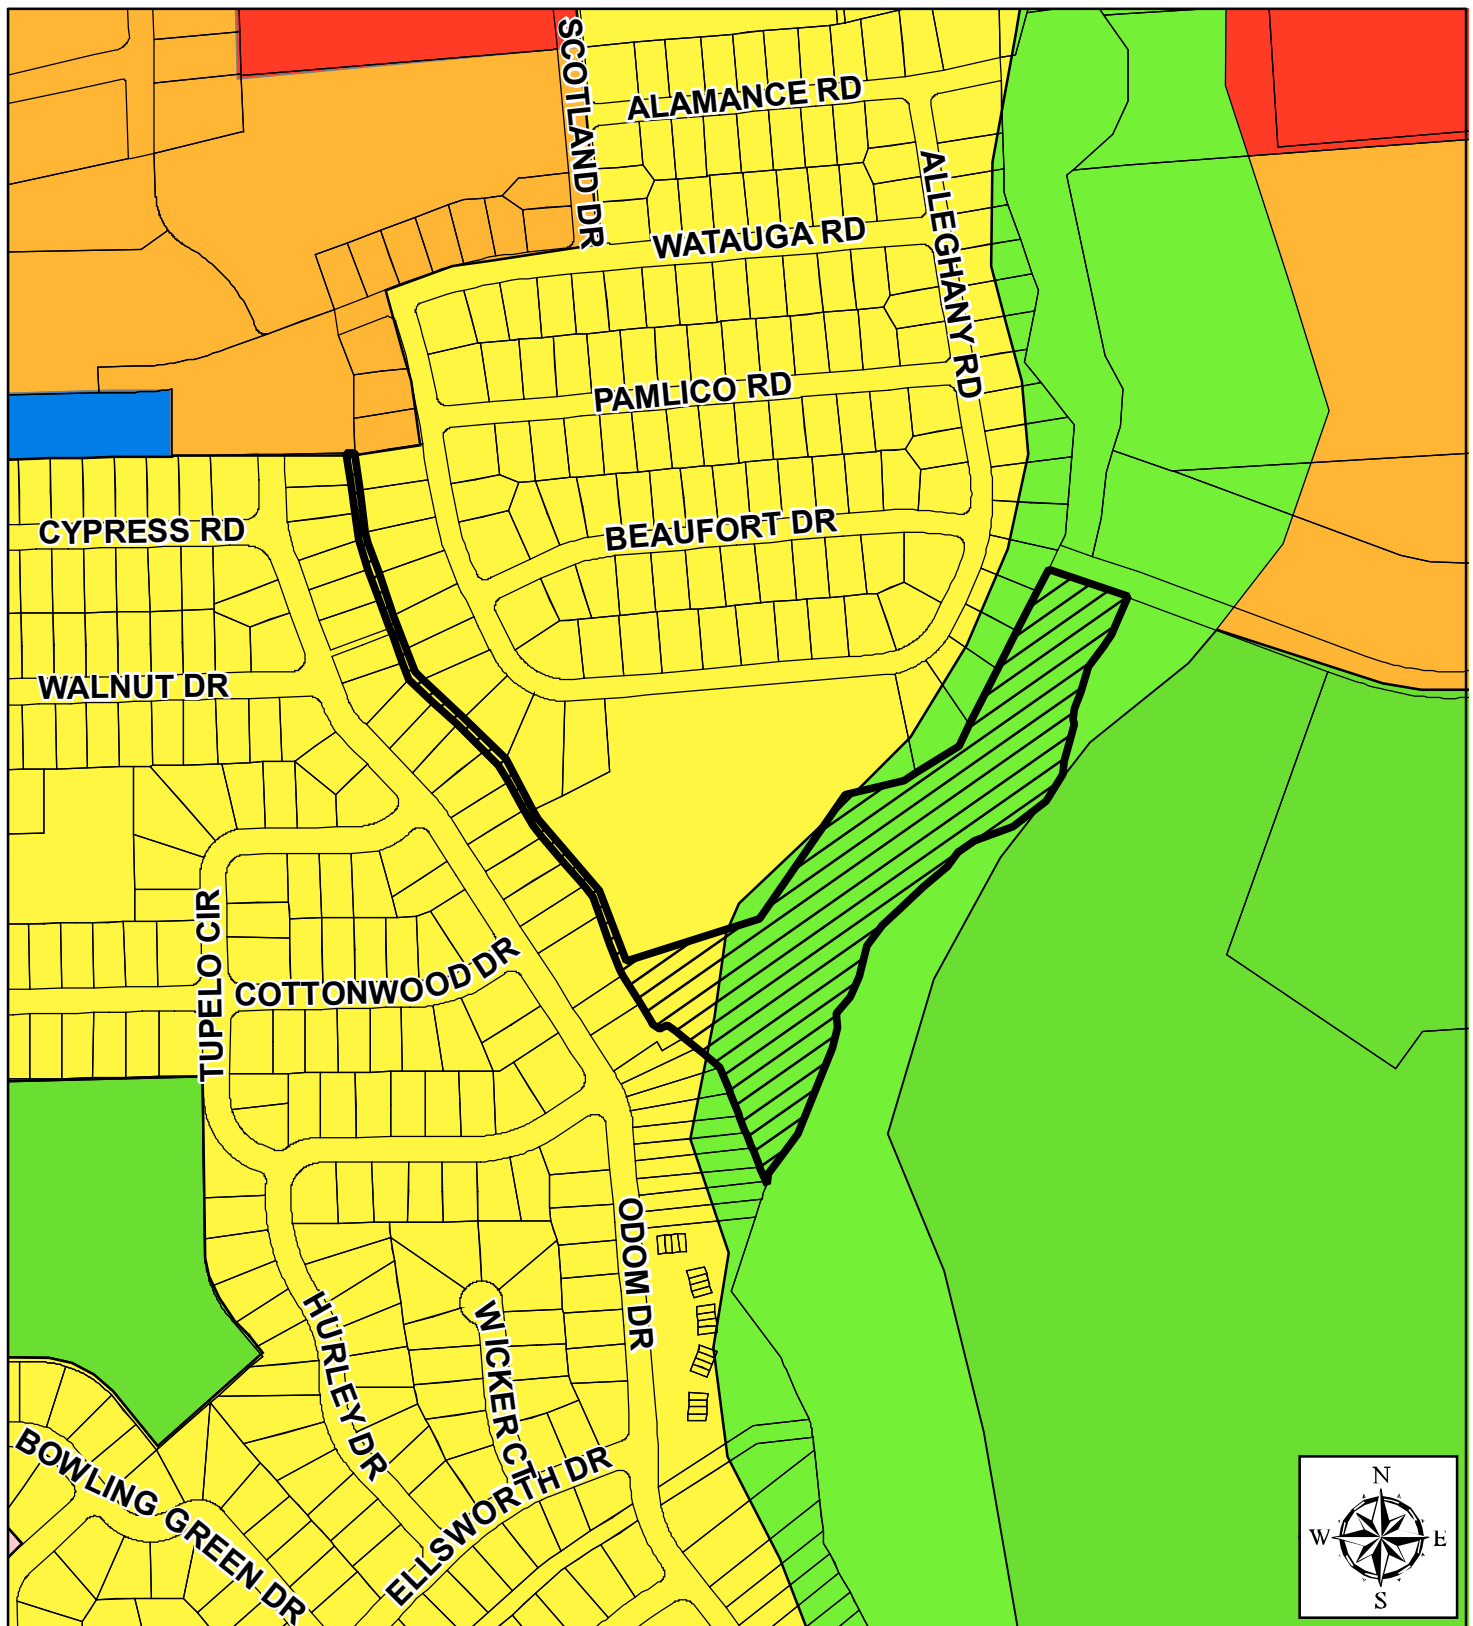 SCOTLAND DR
ALAMANCE RD
ALLEGHANY RD
WATAUGA RD
PAMLICO RD
BEAUFORT DR
CYPRESS RD
WALNUT DR
TUPELO CIR
COTTONWOOD DR
ODOM DR
HURLEY DR
WICKER CT
ELLSWORTH DR
BOWLING GREEN DR
N
W E
S